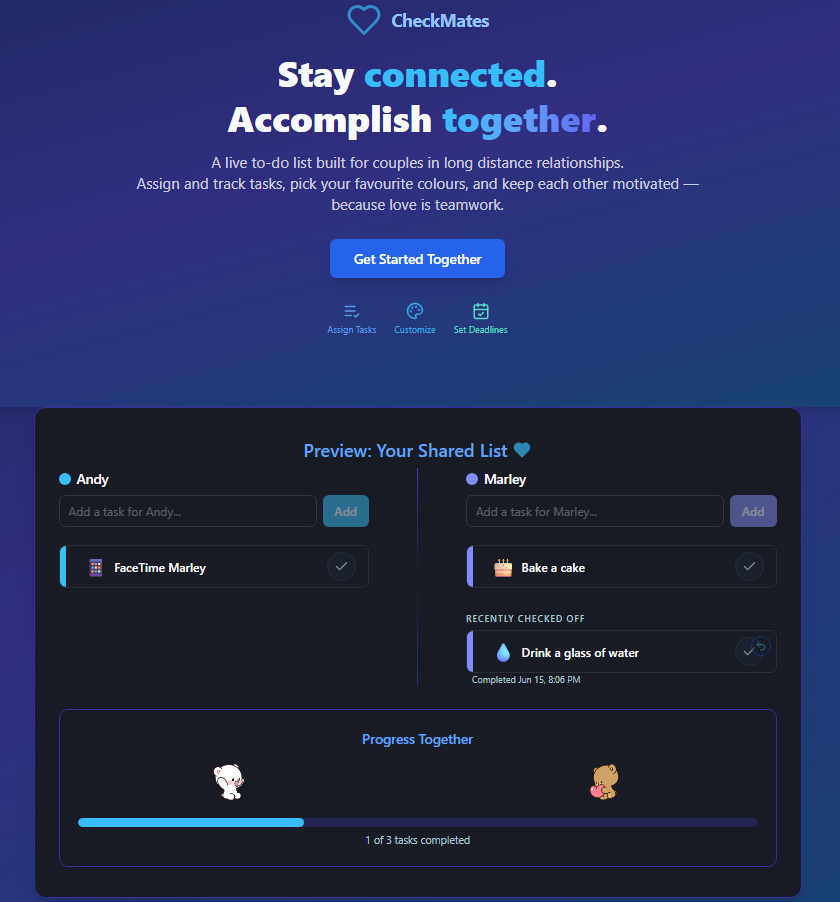 CheckMates
Stay connected.
Accomplish together.
A live to-do list built for couples in long distance relationships.
Assign and track tasks, pick your favourite colours, and keep each other motivated —
because love is teamwork.
Get Started Together
Assign Tasks
Customize
Set Deadlines
Preview: Your Shared List
Andy
Add a task for Andy...
Add
FaceTime Marley
Marley
Add a task for Marley...
Add
Bake a cake
RECENTLY CHECKED OFF
Drink a glass of water
Completed Jun 15, 8:06 PM
Progress Together
1 of 3 tasks completed